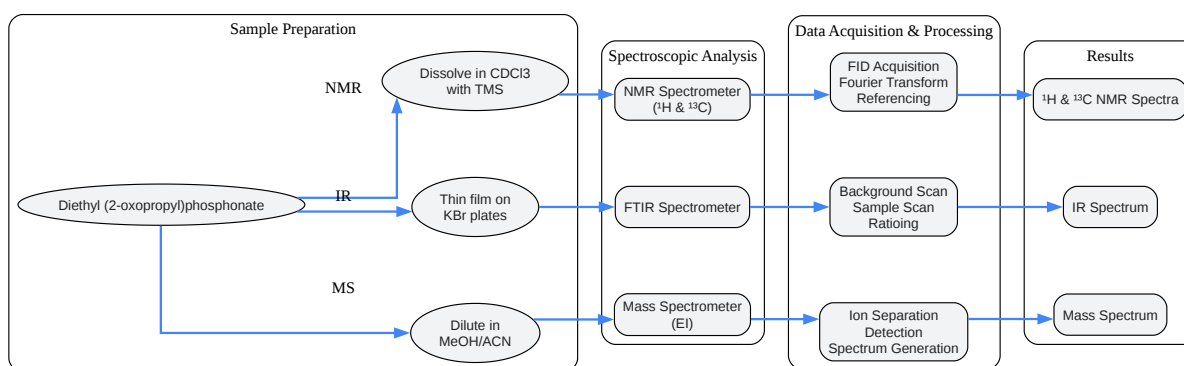 Sample Preparation
NMR
Dissolve in CDCl3
with TMS
Diethyl (2-oxopropyl)phosphonate
IR
Thin film on
KBr plates
MS
Dilute in
MeOH/ACN
Spectroscopic Analysis
NMR Spectrometer
(¹H & ¹³C)
FTIR Spectrometer
Mass Spectrometer
(EI)
Data Acquisition & Processing
FID Acquisition
Fourier Transform
Referencing
Background Scan
Sample Scan
Ratioing
Ion Separation
Detection
Spectrum Generation
Results
¹H & ¹³C NMR Spectra
IR Spectrum
Mass Spectrum